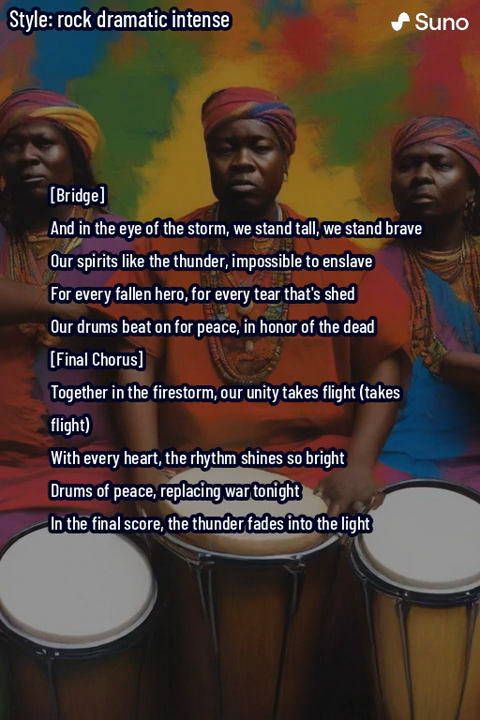 Style: rock dramatic intense
Suno
[Bridge]
And in the eye of the storm, we stand tall, we stand brave
Our spirits like the thunder, impossible to enslave
For every fallen hero, for every tear that's shed
Our drums beat on for peace, in honor of the dead
[Final Chorus]
Together in the firestorm, our unity takes flight (takes
flight)
With every heart, the rhythm shines so bright
Drums of peace, replacing war tonight
In the final score, the thunder fades into the light